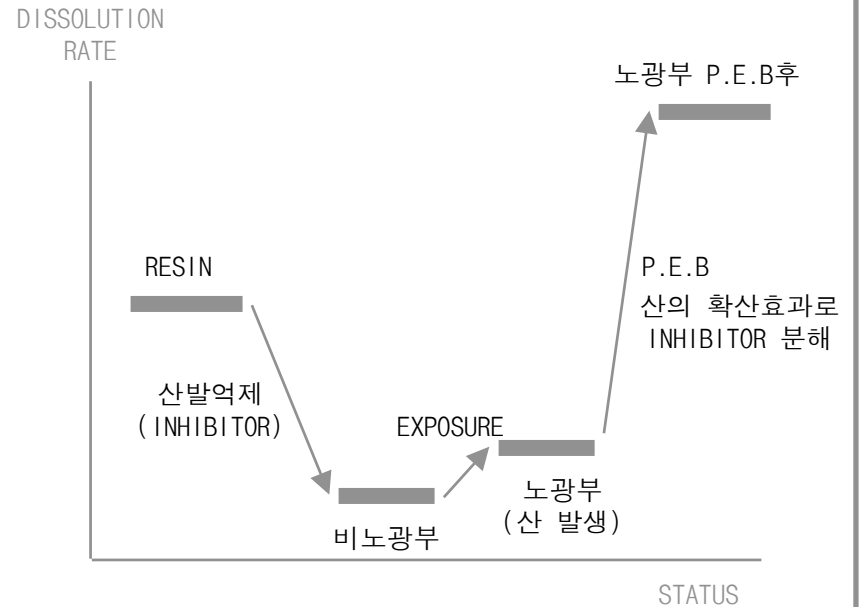 DISSOLUTION
RATE
노광부 P.E.B후
RESIN
P.E.B
산의 확산효과로
INHIBITOR 분해
산발억제
(INHIBITOR)
EXPOSURE
노광부
(산 발생)
비노광부
STATUS